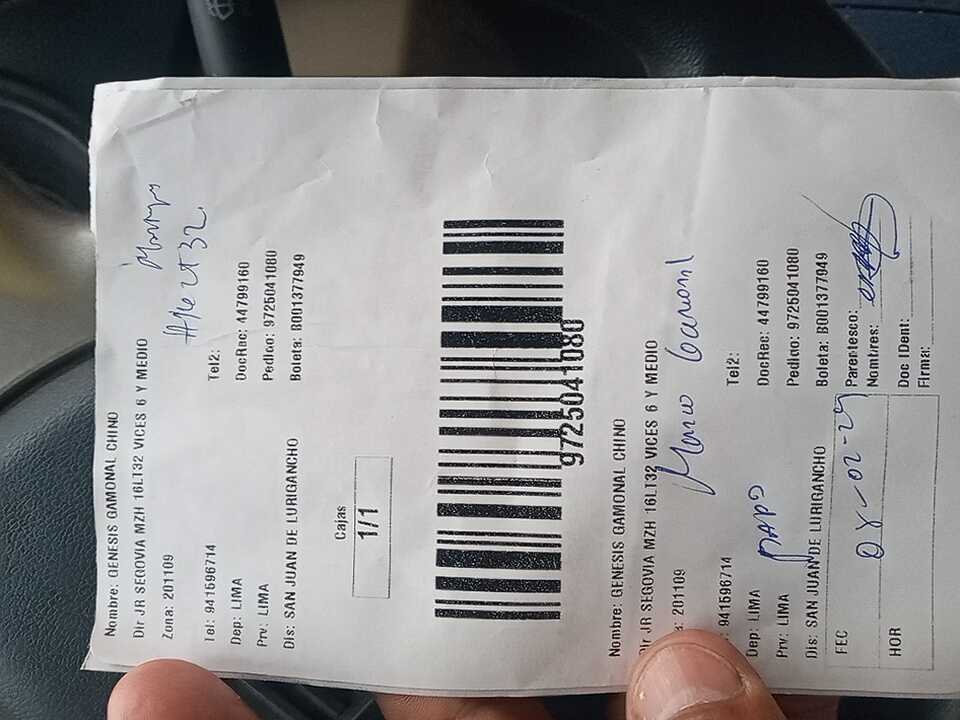 Nombre: GENESIS GAMONAL CHINO
Dir JR SEGOVIA MZH 16LT32 VICES 6 Y MEDIO
Zona: 201109
Tel: 941596714 Tel2:
Dep: LIMA DocRec: 44799160
Prv: LIMA Pedido: 9725041080
Dis: SAN JUAN DE LURIGANCHO Boleta: B001377949
Cajas
1/1
9725041080
Nombre: GENESIS GAMONAL CHINO
Dir JR SEGOVIA MZH 16LT32 VICES 6 Y MEDIO
: 201109
: 941596714 Tel2:
Dep: LIMA DocRec: 44799160
Prv: LIMA Pedido: 9725041080
Dis: SAN JUAN DE LURIGANCHO Boleta: B001377949
FEC Parentesco:
Nombres:
HOR Doc IDent:
Firma: